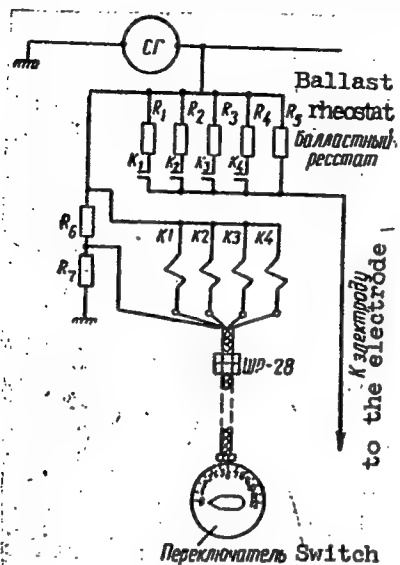 СГ
Ballast
rheostat
балластный
ресстат
R1 R2 R3 R4 R5
K1 K2 K3 K4
R6
R7
K1 K2 K3 K4
ШР-28
К электроду
to the electrode
Переключатель Switch